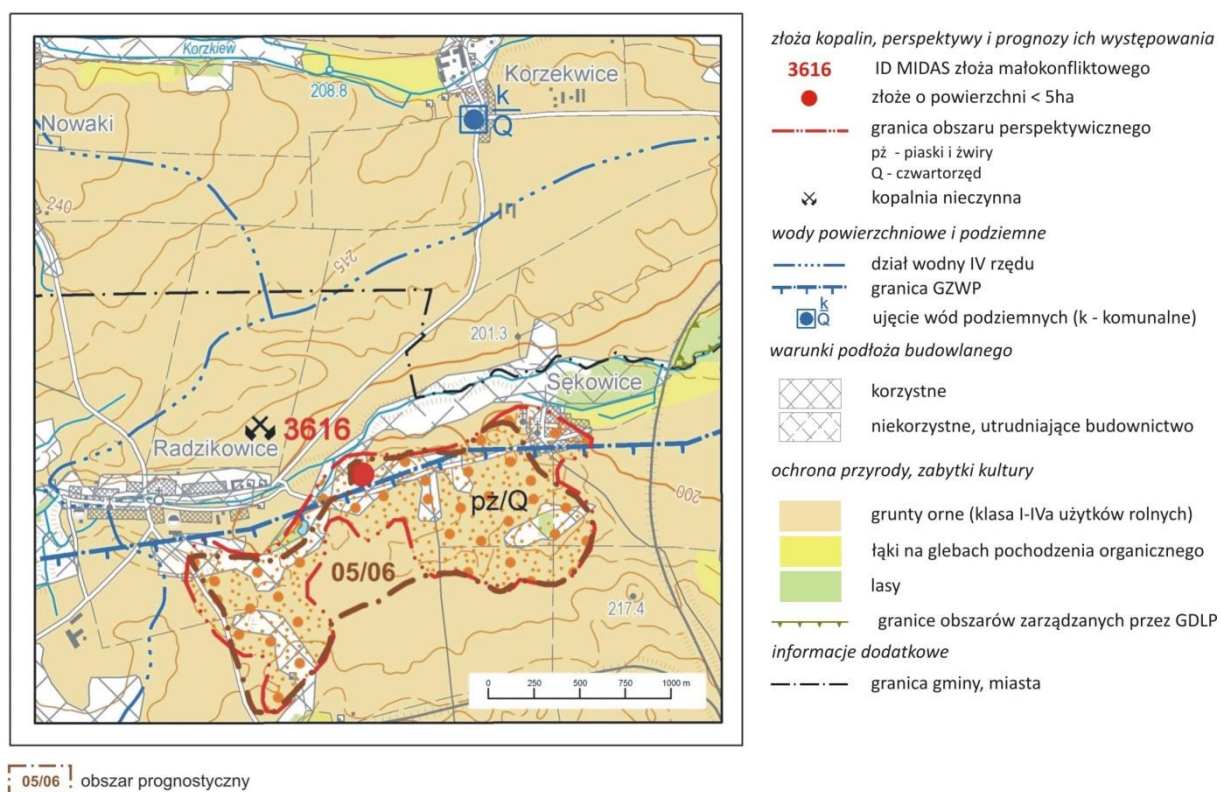 Korzkiew
208.8
Korzekwice
I-II
k
Q
Nowaki
240
I-II
245
201.3
Sękowice
3616
Radzikowice
pż/Q
200
05/06
217.4
0 250 500 750 1000 m
złoża kopalin, perspektywy i prognozy ich występowania
3616 ID MIDAS złoża małokonfliktowego
złoże o powierzchni < 5ha
granica obszaru perspektywicznego
pż - piaski i żwiry
Q - czwartorzęd
kopalnia nieczynna
wody powierzchniowe i podziemne
dział wodny IV rzędu
granica GZWP
k
Q
ujęcie wód podziemnych (k - komunalne)
warunki podłoża budowlanego
korzystne
niekorzystne, utrudniające budownictwo
ochrona przyrody, zabytki kultury
grunty orne (klasa I-IVa użytków rolnych)
łąki na glebach pochodzenia organicznego
lasy
granice obszarów zarządzanych przez GDLP
informacje dodatkowe
granica gminy, miasta
05/06 obszar prognostyczny